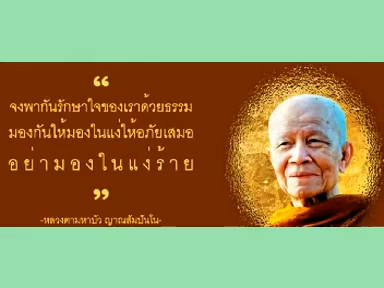 “
จงพากันรักษาใจของเราด้วยธรรม
มองกันให้มองในแง่ให้อภัยเสมอ
อย่ามองในแง่ร้าย
”
-หลวงตามหาบัว ญาณสัมปันโน-